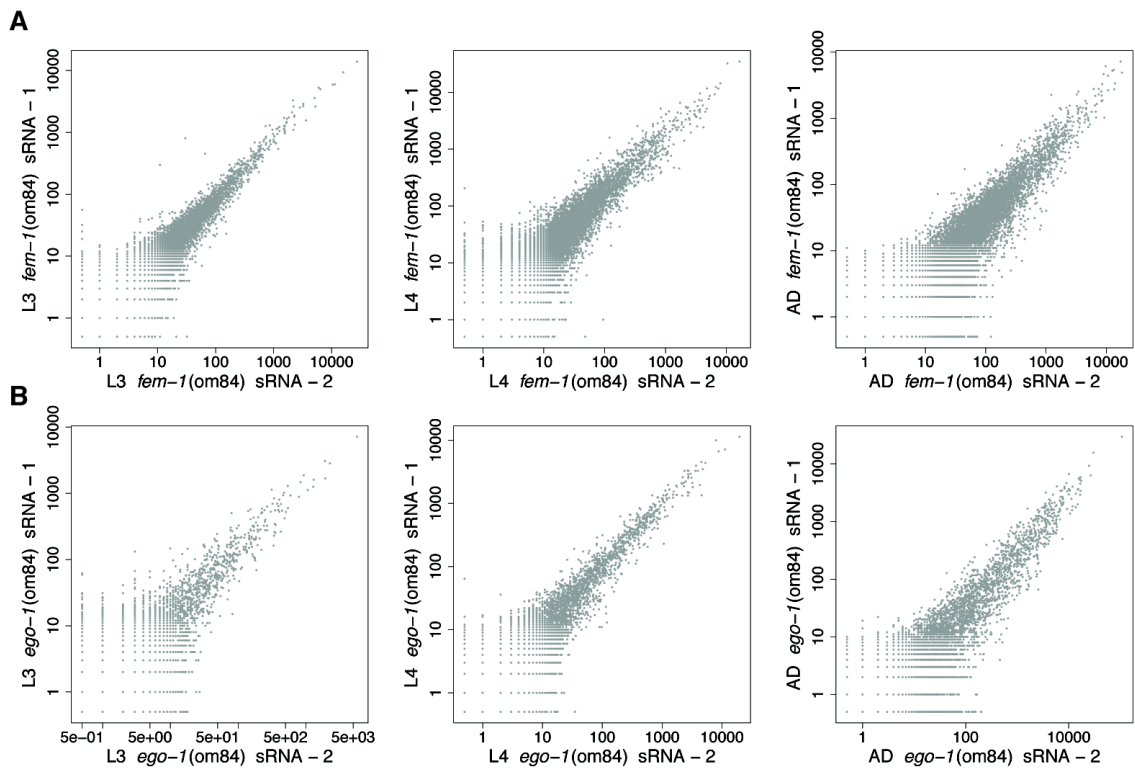 A
10000
1000
100
10
1
L3 fem−1(om84) sRNA − 1
1 10 100 1000 10000
L3 fem−1(om84) sRNA − 2
10000
1000
100
10
1
L4 fem−1(om84) sRNA − 1
1 10 100 1000 10000
L4 fem−1(om84) sRNA − 2
10000
1000
100
10
1
AD fem−1(om84) sRNA − 1
1 10 100 1000 10000
AD fem−1(om84) sRNA − 2
B
10000
1000
100
10
1
L3 ego−1(om84) sRNA − 1
5e−01 5e+00 5e+01 5e+02 5e+03
L3 ego−1(om84) sRNA − 2
10000
1000
100
10
1
L4 ego−1(om84) sRNA − 1
1 10 100 1000 10000
L4 ego−1(om84) sRNA − 2
10000
1000
100
10
1
AD ego−1(om84) sRNA − 1
1 100 10000
AD ego−1(om84) sRNA − 2